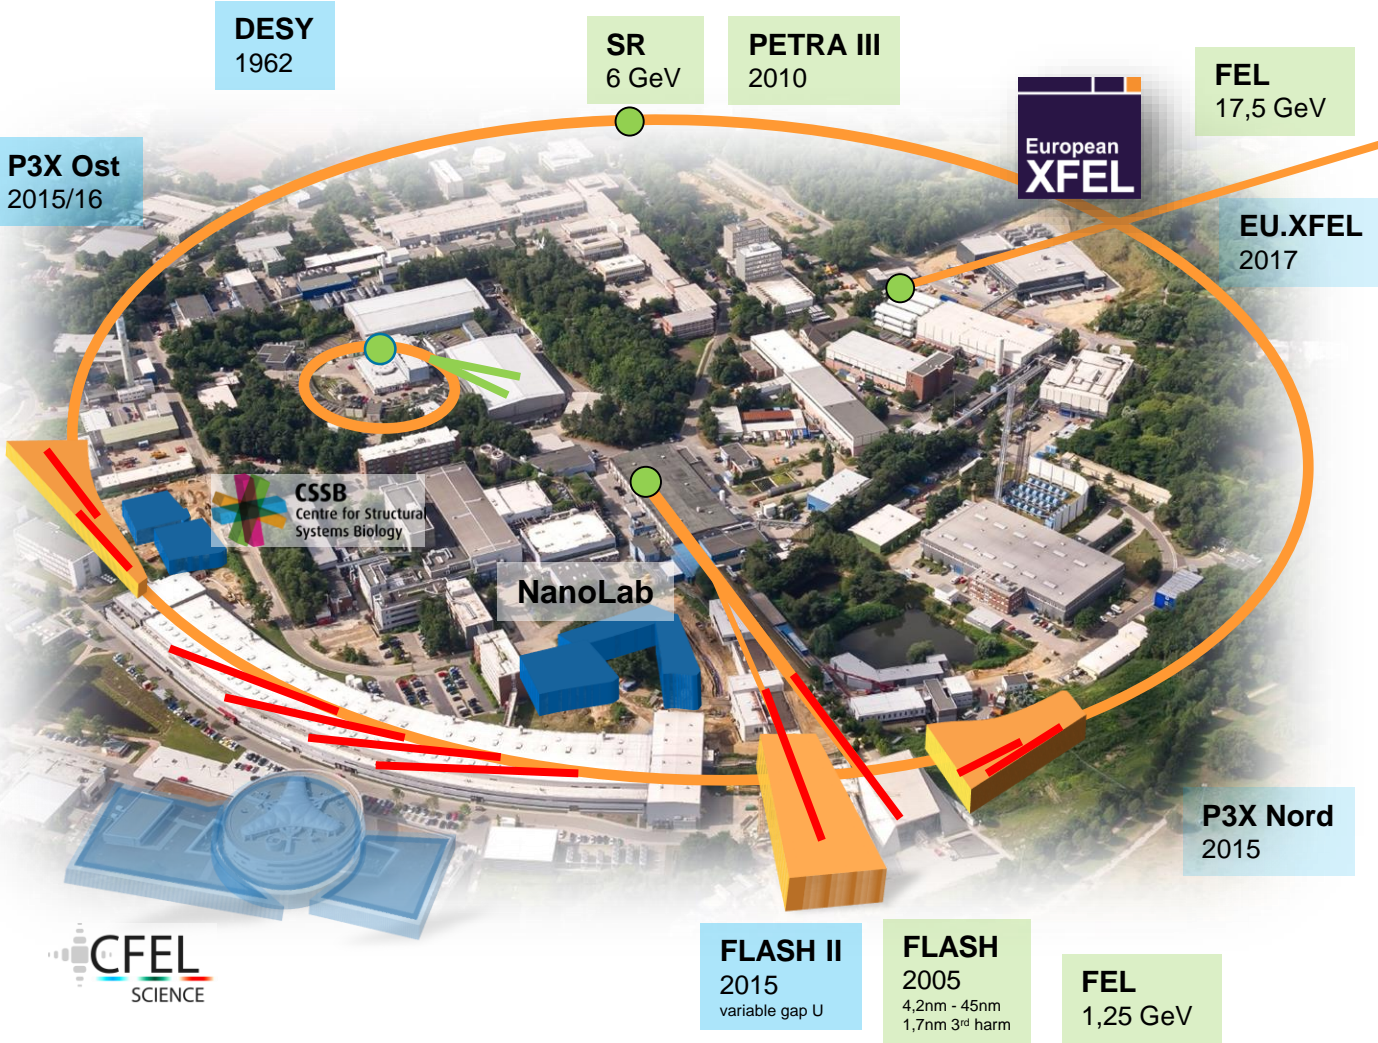 DESY
1962
SR
6 GeV
PETRA III
2010
FEL
17,5 GeV
European
XFEL
P3X Ost
2015/16
EU.XFEL
2017
CSSB
Centre for Structural
Systems Biology
NanoLab
P3X Nord
2015
CFEL
SCIENCE
FLASH II
2015
variable gap U
FLASH
2005
4,2nm - 45nm
1,7nm 3rd harm
FEL
1,25 GeV